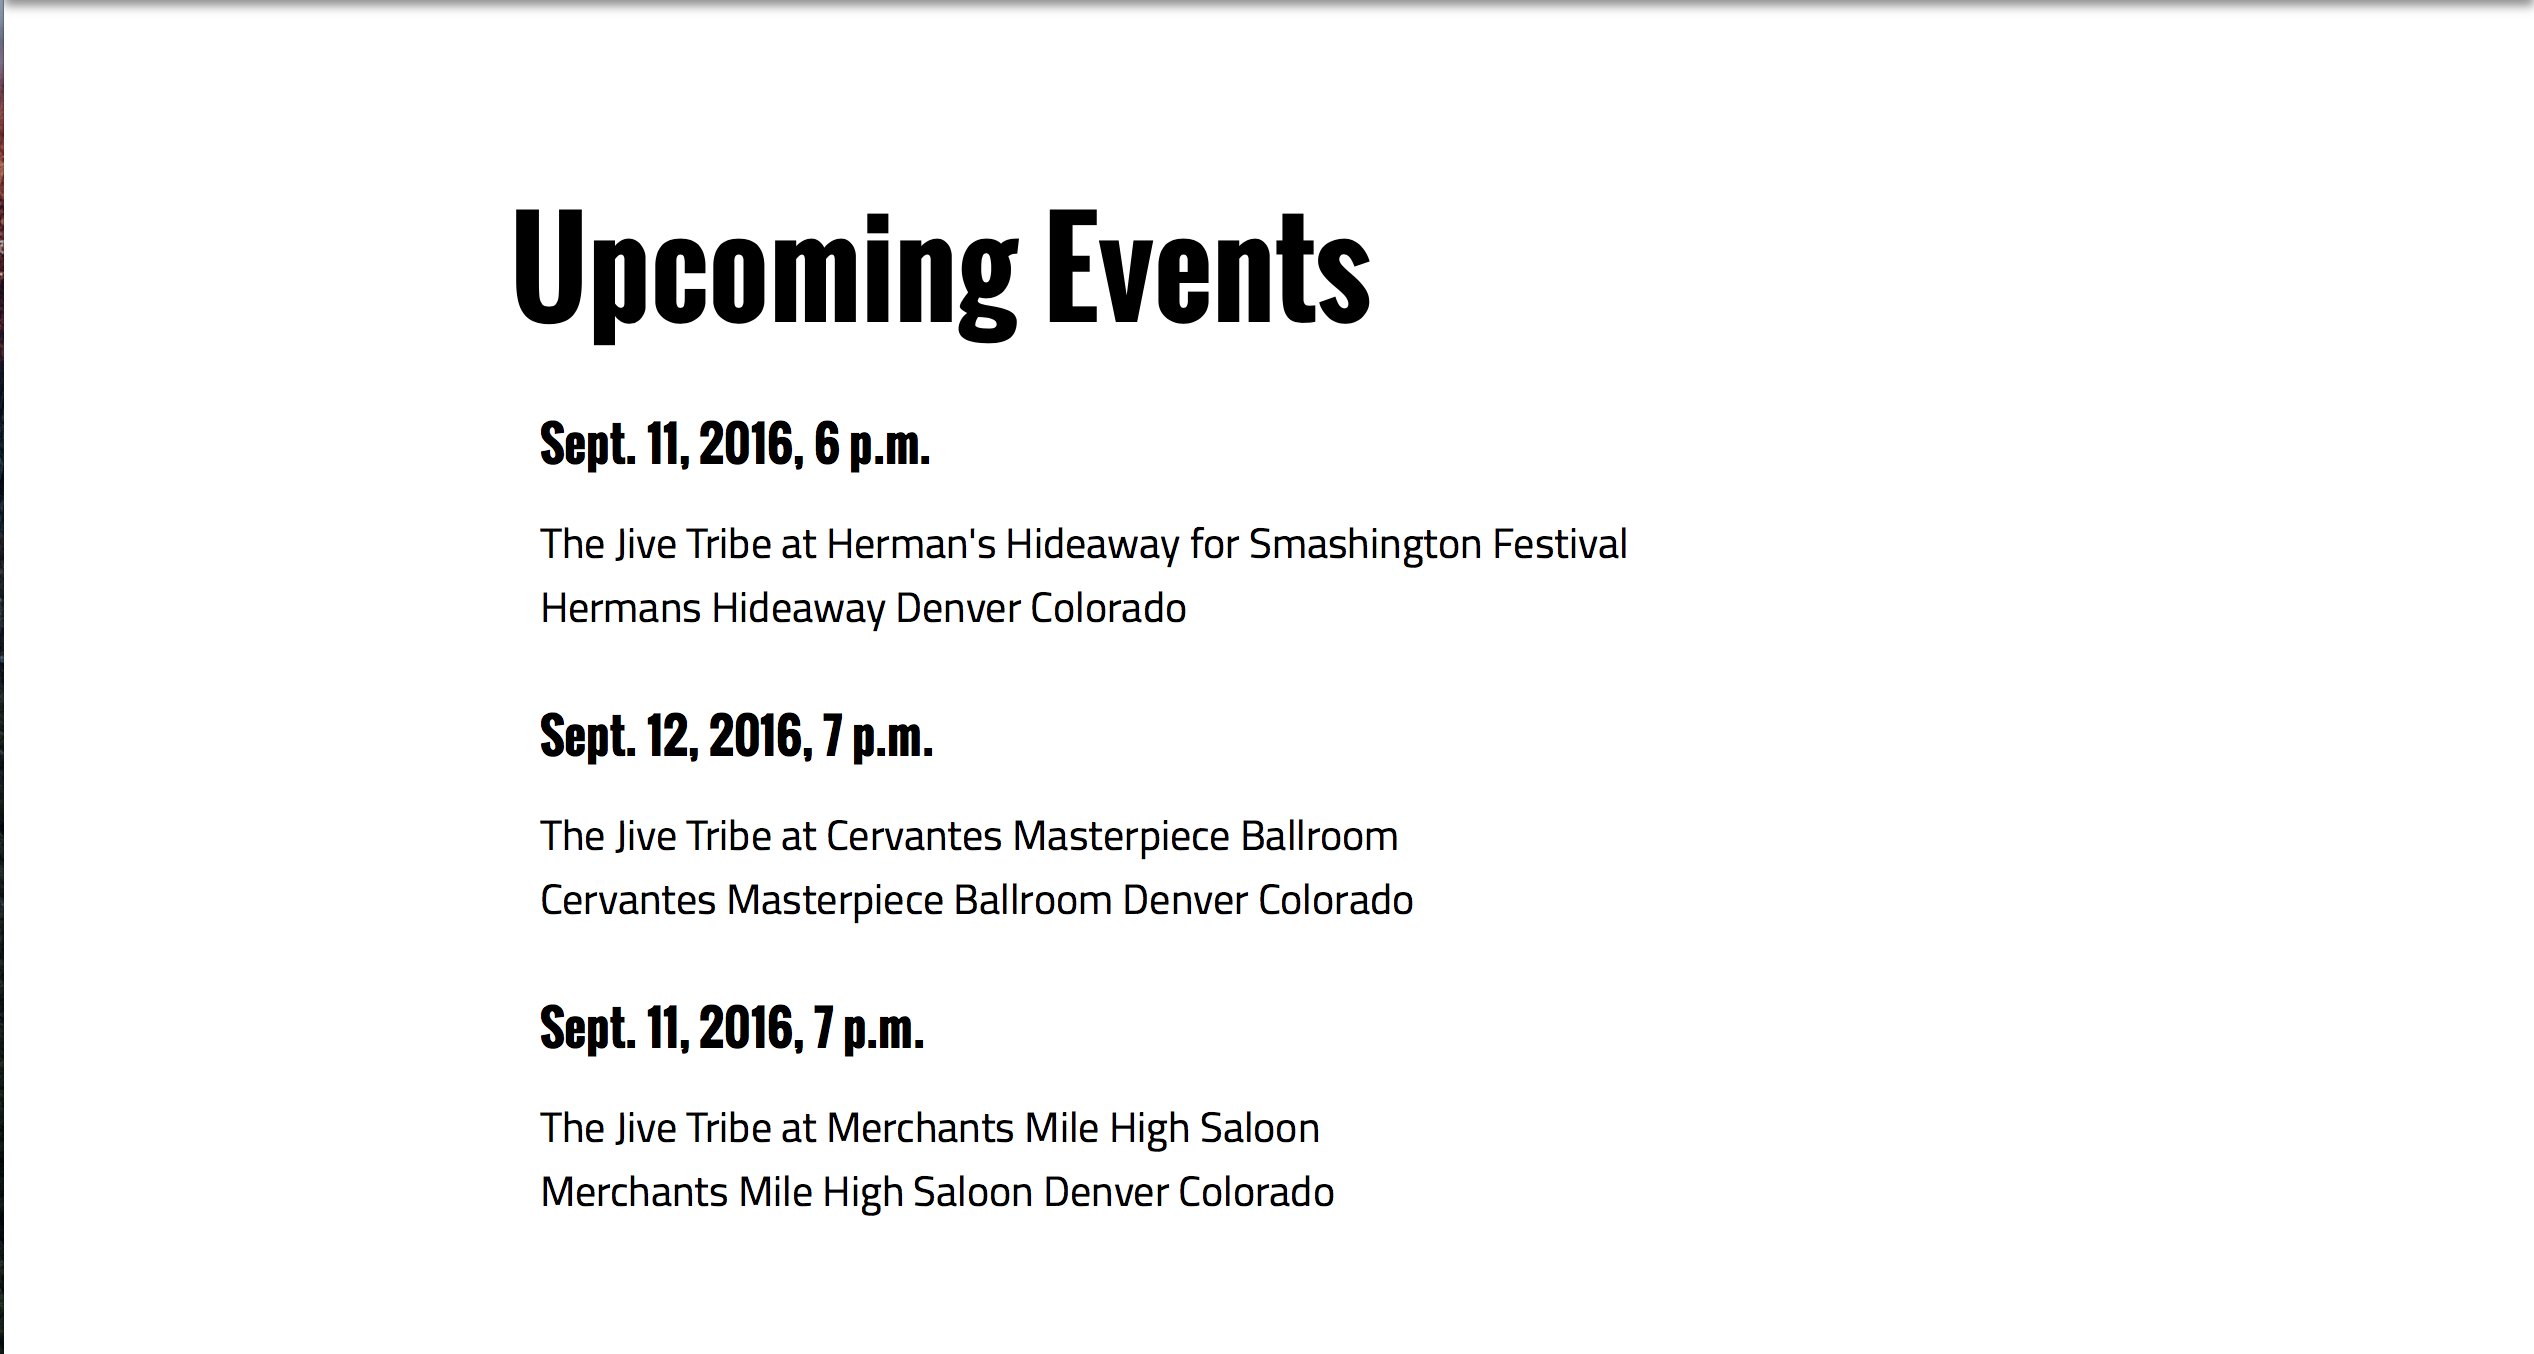 Upcoming Events
Sept. 11, 2016, 6 p.m.
The Jive Tribe at Herman's Hideaway for Smashington Festival
Hermans Hideaway Denver Colorado
Sept. 12, 2016, 7 p.m.
The Jive Tribe at Cervantes Masterpiece Ballroom
Cervantes Masterpiece Ballroom Denver Colorado
Sept. 11, 2016, 7 p.m.
The Jive Tribe at Merchants Mile High Saloon
Merchants Mile High Saloon Denver Colorado